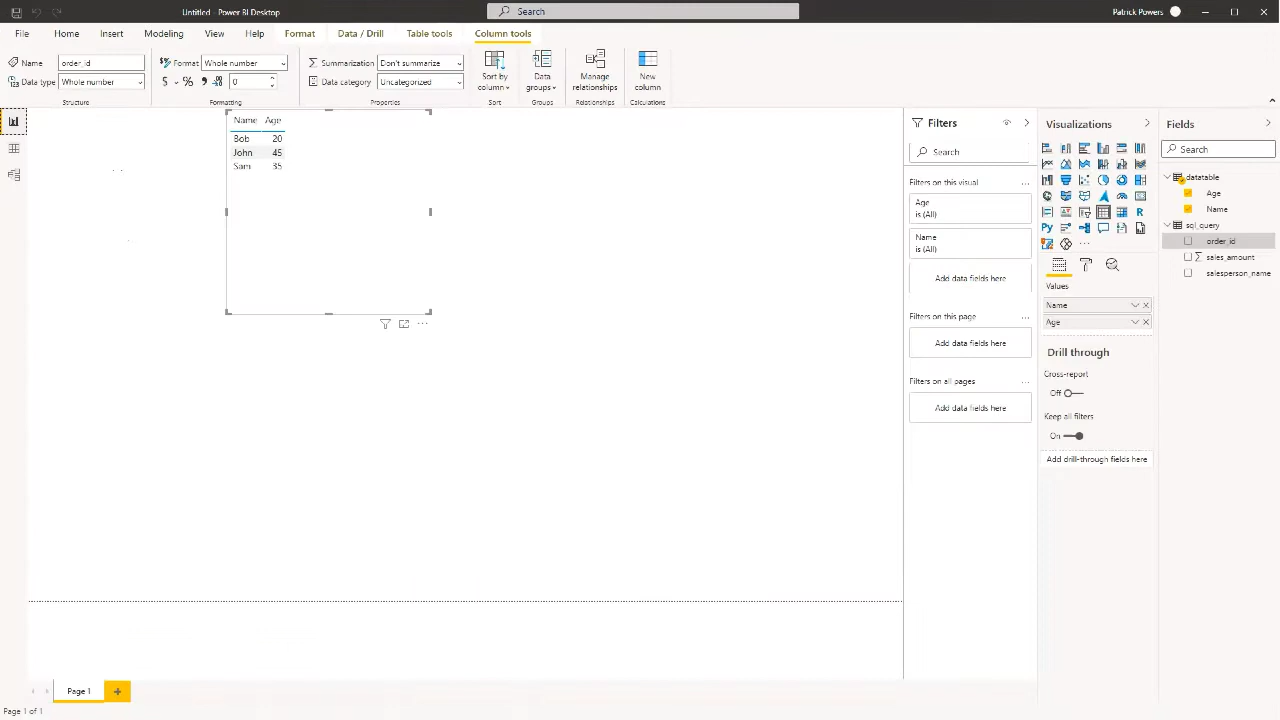 Untitled - Power BI Desktop
Search
Patrick Powers
File Home Insert Modeling View Help Format Data / Drill Table tools Column tools
Name order_id
Format Whole number
Summarization Don't summarize
Data type Whole number
$ % 0
Data category Uncategorized
Sort by column
Data groups
Manage relationships
New column
Structure
Formatting
Properties
Sort
Groups
Relationships
Calculations
Name Age
Bob 20
John 45
Sam 35
Filters
Search
Filters on this visual
Age
is (All)
Name
is (All)
Add data fields here
Filters on this page
Add data fields here
Filters on all pages
Add data fields here
Visualizations
R
Py
Values
Name
Age
Drill through
Cross-report
Off
Keep all filters
On
Add drill-through fields here
Fields
Search
datatable
Age
Name
sql_query
order_id
Σ sales_amount
salesperson_name
Page 1
Page 1 of 1